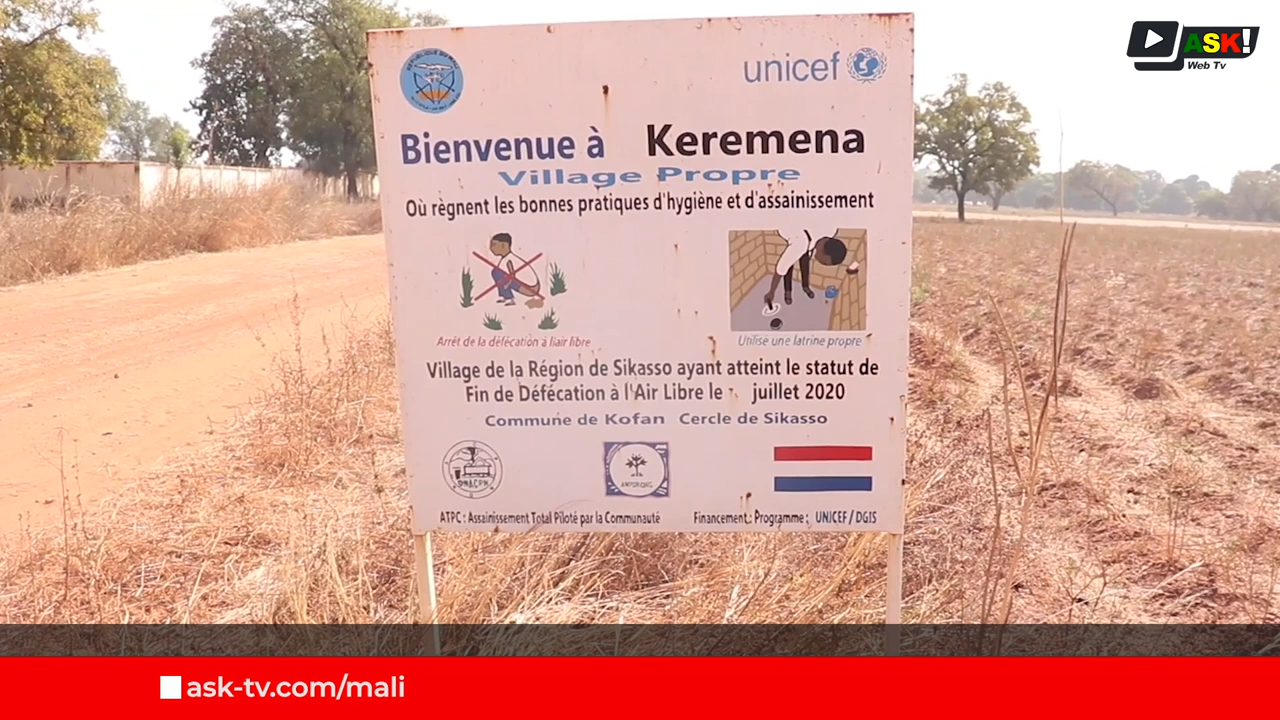 ASK!
Web Tv
unicef
Bienvenue à Keremena
Village Propre
Où règnent les bonnes pratiques d'hygiène et d'assainissement
Arrêt de la défécation à l'air libre
Utilise une latrine propre
Village de la Région de Sikasso ayant atteint le statut de
Fin de Défécation à l'Air Libre le juillet 2020
Commune de Kofan Cercle de Sikasso
DNACPN
ATPC : Assainissement Total Piloté par la Communauté
Financement : Programme : UNICEF / DGIS
ask-tv.com/mali